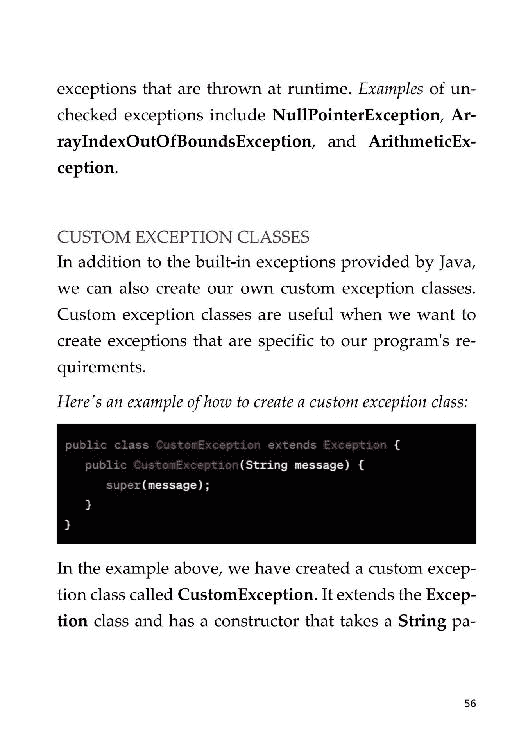 exceptions that are thrown at runtime. Examples of un-
checked exceptions include NullPointerException, Ar-
rayIndexOutOfBoundsException, and ArithmeticEx-
ception.
CUSTOM EXCEPTION CLASSES
In addition to the built-in exceptions provided by Java,
we can also create our own custom exception classes.
Custom exception classes are useful when we want to
create exceptions that are specific to our program's re-
quirements.
Here's an example of how to create a custom exception class:
public class CustomException extends Exception {
public CustomException(String message) {
super(message);
}
}
In the example above, we have created a custom excep-
tion class called CustomException. It extends the Excep-
tion class and has a constructor that takes a String pa-
56